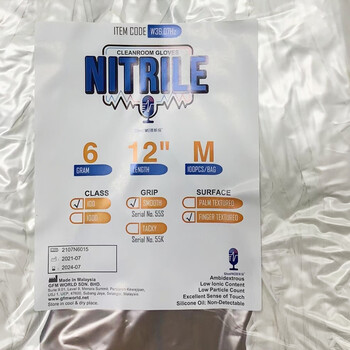 ITEM CODE
CLEANROOM GLOVES
NITRILE
6 12" M
GRAM LENGTH 100PCS/BAG
CLASS GRIP SURFACE
100 SMOOTH PALM TEXTURED
Serial No. 55S
1000 FINGER TEXTURED
TACKY
Serial No. 55K
2107N6015
2021-07
2024-07
Made in Malaysia
GFM WORLD SDN. BHD.
www.gfmworld.net
Store in cool & dry place.
Ambidextrous
Low Ionic Content
Low Particle Count
Excellent Sense of Touch
Silicone Oil; Non-Detectable